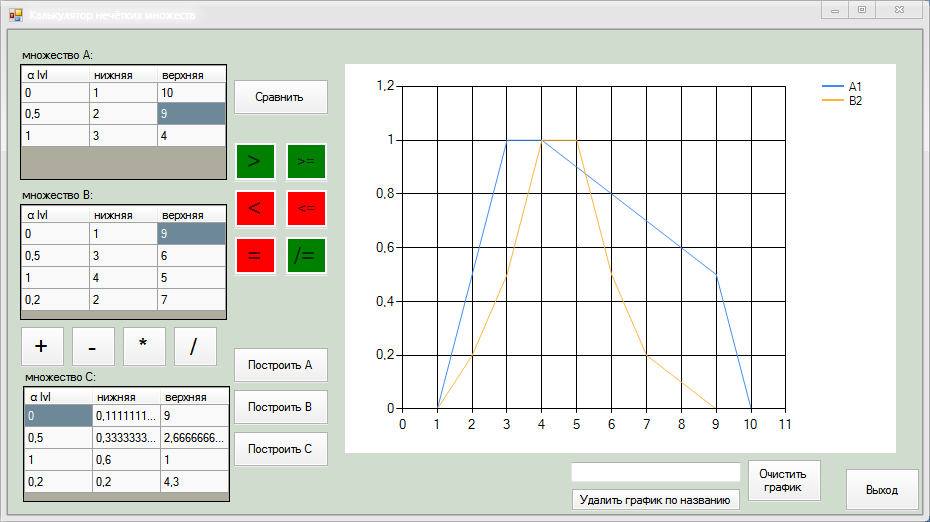 Калькулятор нечётких множеств
множество A:
α lvl нижняя верхняя
0 1 10
0,5 2 9
1 3 4
множество B:
α lvl нижняя верхняя
0 1 9
0,5 3 6
1 4 5
0,2 2 7
+ - * /
множество C:
α lvl нижняя верхняя
0 0,1111111... 9
0,5 0,3333333... 2,6666666...
1 0,6 1
0,2 0,2 4,3
Сравнить
> >=
< <=
= /=
Построить A
Построить B
Построить C
1,2
1
0,8
0,6
0,4
0,2
0
0 1 2 3 4 5 6 7 8 9 10 11
A1
B2
Удалить график по названию
Очистить
график
Выход